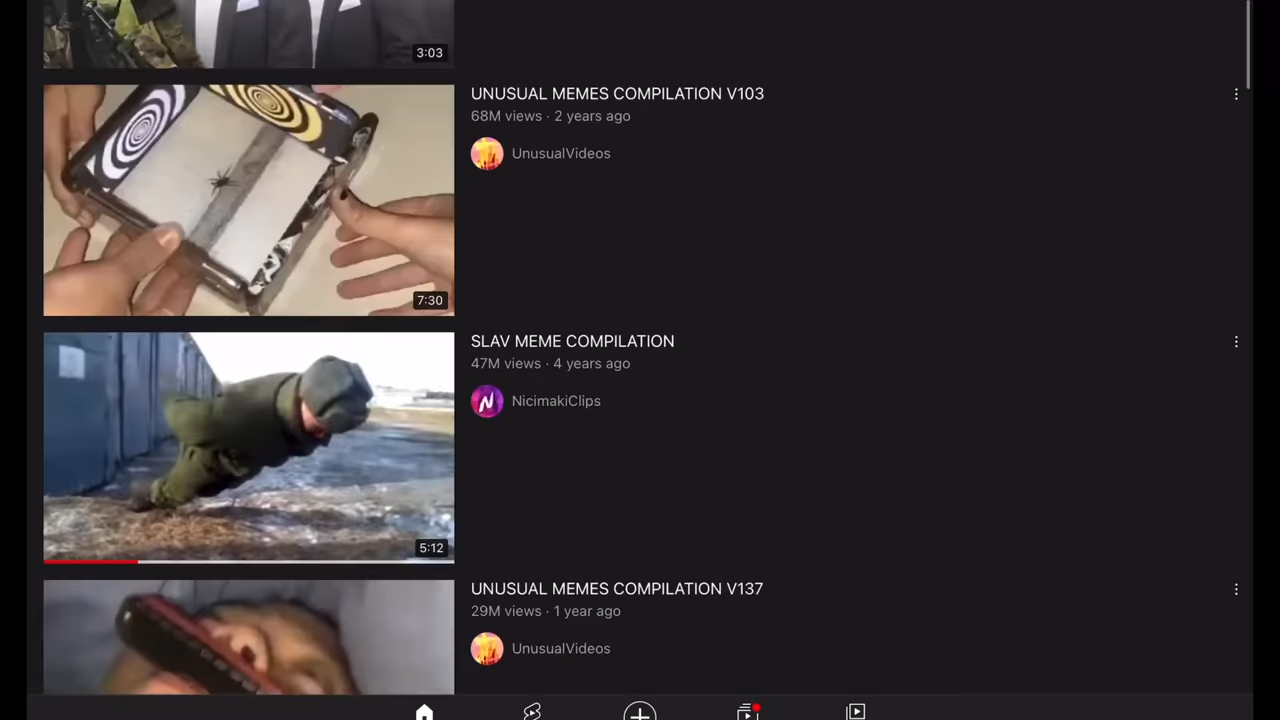 3:03
UNUSUAL MEMES COMPILATION V103
68M views · 2 years ago
UnusualVideos
7:30
SLAV MEME COMPILATION
47M views · 4 years ago
NicimakiClips
5:12
UNUSUAL MEMES COMPILATION V137
29M views · 1 year ago
UnusualVideos